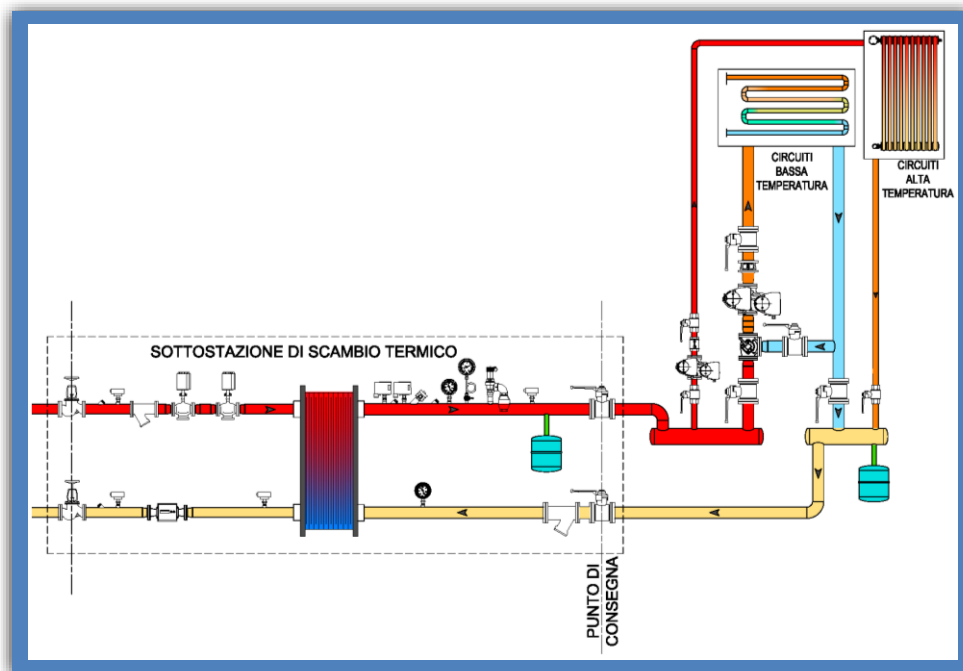 CIRCUITI
BASSA
TEMPERATURA
CIRCUITI
ALTA
TEMPERATURA
SOTTOSTAZIONE DI SCAMBIO TERMICO
PUNTO DI
CONSEGNA